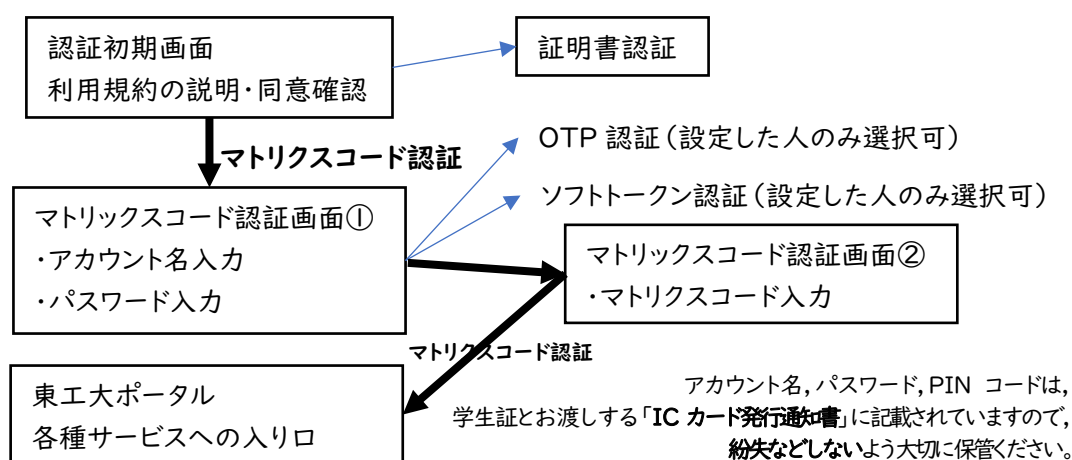 認証初期画面
利用規約の説明・同意確認
証明書認証
マトリクスコード認証
OTP 認証(設定した人のみ選択可)
ソフトトークン認証(設定した人のみ選択可)
マトリックスコード認証画面①
・アカウント名入力
・パスワード入力
マトリックスコード認証画面②
・マトリクスコード入力
マトリクスコード認証
東工大ポータル
各種サービスへの入り口
アカウント名,パスワード,PIN コードは,
学生証とお渡しする「IC カード発行通知書」に記載されていますので,
紛失などしないよう大切に保管ください。